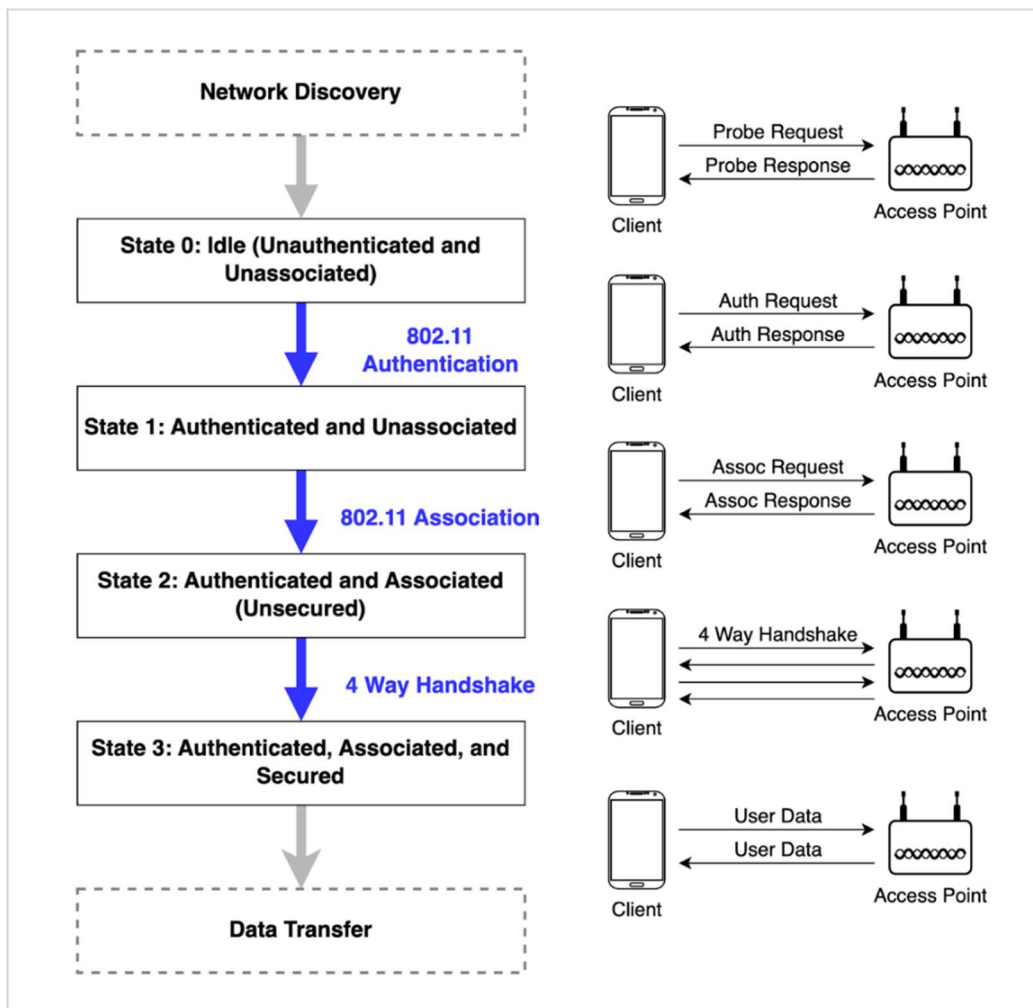 Network Discovery
State 0: Idle (Unauthenticated and
Unassociated)
802.11
Authentication
State 1: Authenticated and Unassociated
802.11 Association
State 2: Authenticated and Associated
(Unsecured)
4 Way Handshake
State 3: Authenticated, Associated, and
Secured
Data Transfer
Probe Request
Probe Response
Client
Access Point
Auth Request
Auth Response
Client
Access Point
Assoc Request
Assoc Response
Client
Access Point
4 Way Handshake
Client
Access Point
User Data
User Data
Client
Access Point